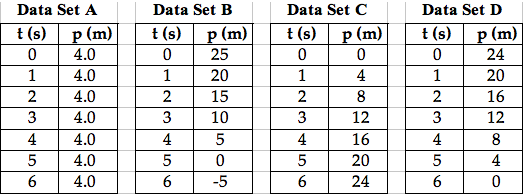 Data Set A Data Set B Data Set C Data Set D
t (s) p (m) t (s) p (m) t (s) p (m) t (s) p (m)
0 4.0 0 25 0 0 0 24
1 4.0 1 20 1 4 1 20
2 4.0 2 15 2 8 2 16
3 4.0 3 10 3 12 3 12
4 4.0 4 5 4 16 4 8
5 4.0 5 0 5 20 5 4
6 4.0 6 -5 6 24 6 0